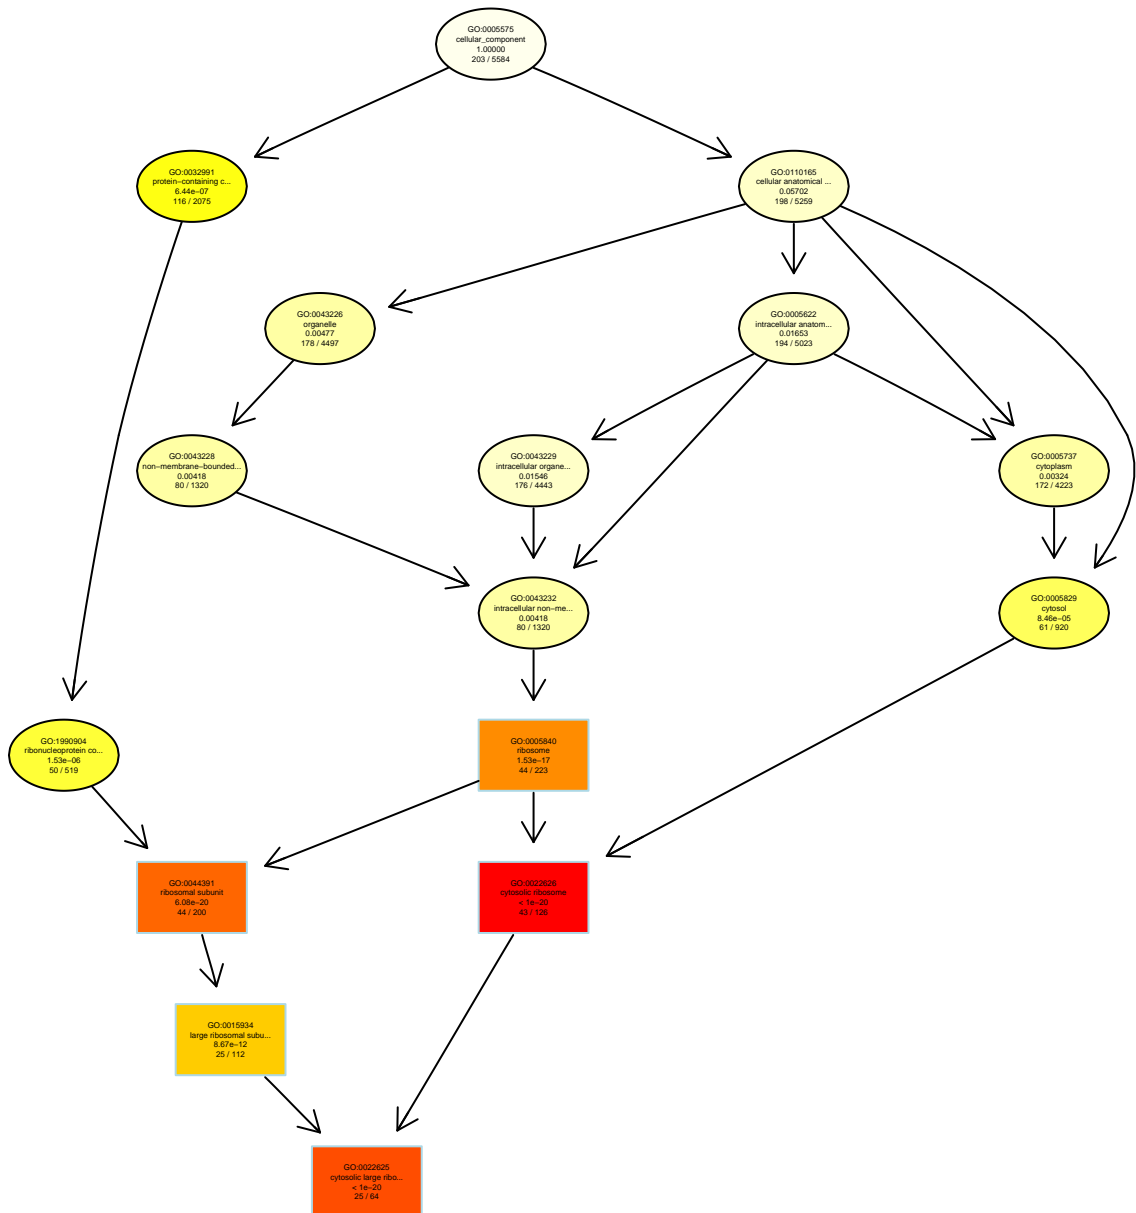 GO:0005575
cellular_component
1.00000
203 / 5584
GO:0032991
protein−containing c...
6.44e−07
116 / 2075
GO:0110165
cellular anatomical ...
0.05702
198 / 5259
GO:0043226
organelle
0.00477
178 / 4497
GO:0005622
intracellular anatom...
0.01653
194 / 5023
GO:0043228
non−membrane−bounded...
0.00418
80 / 1320
GO:0043229
intracellular organe...
0.01546
176 / 4443
GO:0005737
cytoplasm
0.00324
172 / 4223
GO:0043232
intracellular non−me...
0.00418
80 / 1320
GO:0005829
cytosol
8.46e−05
61 / 920
GO:1990904
ribonucleoprotein co...
1.53e−06
50 / 519
GO:0005840
ribosome
1.53e−17
44 / 223
GO:0044391
ribosomal subunit
6.08e−20
44 / 200
GO:0022626
cytosolic ribosome
< 1e−20
43 / 126
GO:0015934
large ribosomal subu...
8.67e−12
25 / 112
GO:0022625
cytosolic large ribo...
< 1e−20
25 / 64